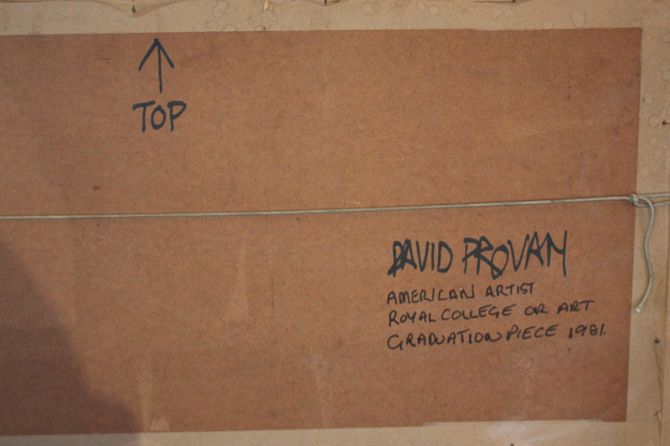 TOP
DAVID PROVAN
AMERICAN ARTIST
ROYAL COLLEGE OR ART
GRADUATION PIECE 1981.